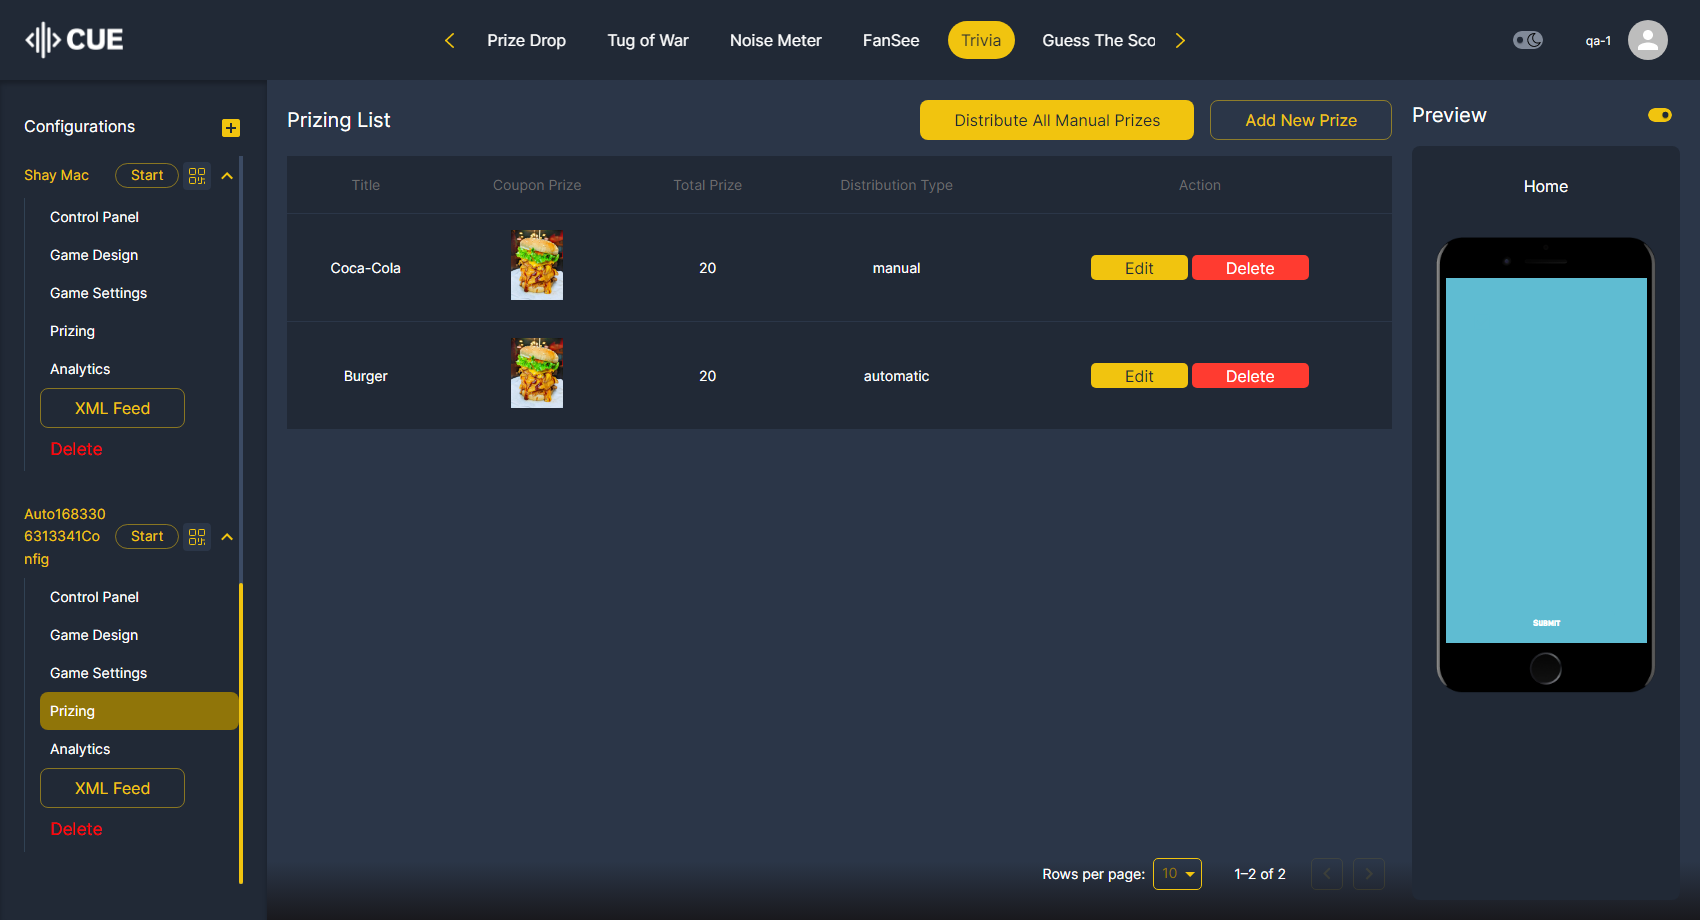 CUE
Prize Drop
Tug of War
Noise Meter
FanSee
Trivia
Guess The Sco
qa-1
Configurations
Shay Mac
Start
Control Panel
Game Design
Game Settings
Prizing
Analytics
XML Feed
Delete
Auto168330
6313341Co
nfig
Start
Control Panel
Game Design
Game Settings
Prizing
Analytics
XML Feed
Delete
Prizing List
Distribute All Manual Prizes
Add New Prize
Title
Coupon Prize
Total Prize
Distribution Type
Action
Coca-Cola
20
manual
Edit
Delete
Burger
20
automatic
Edit
Delete
Rows per page:
10
1–2 of 2
Preview
Home
SUBMIT